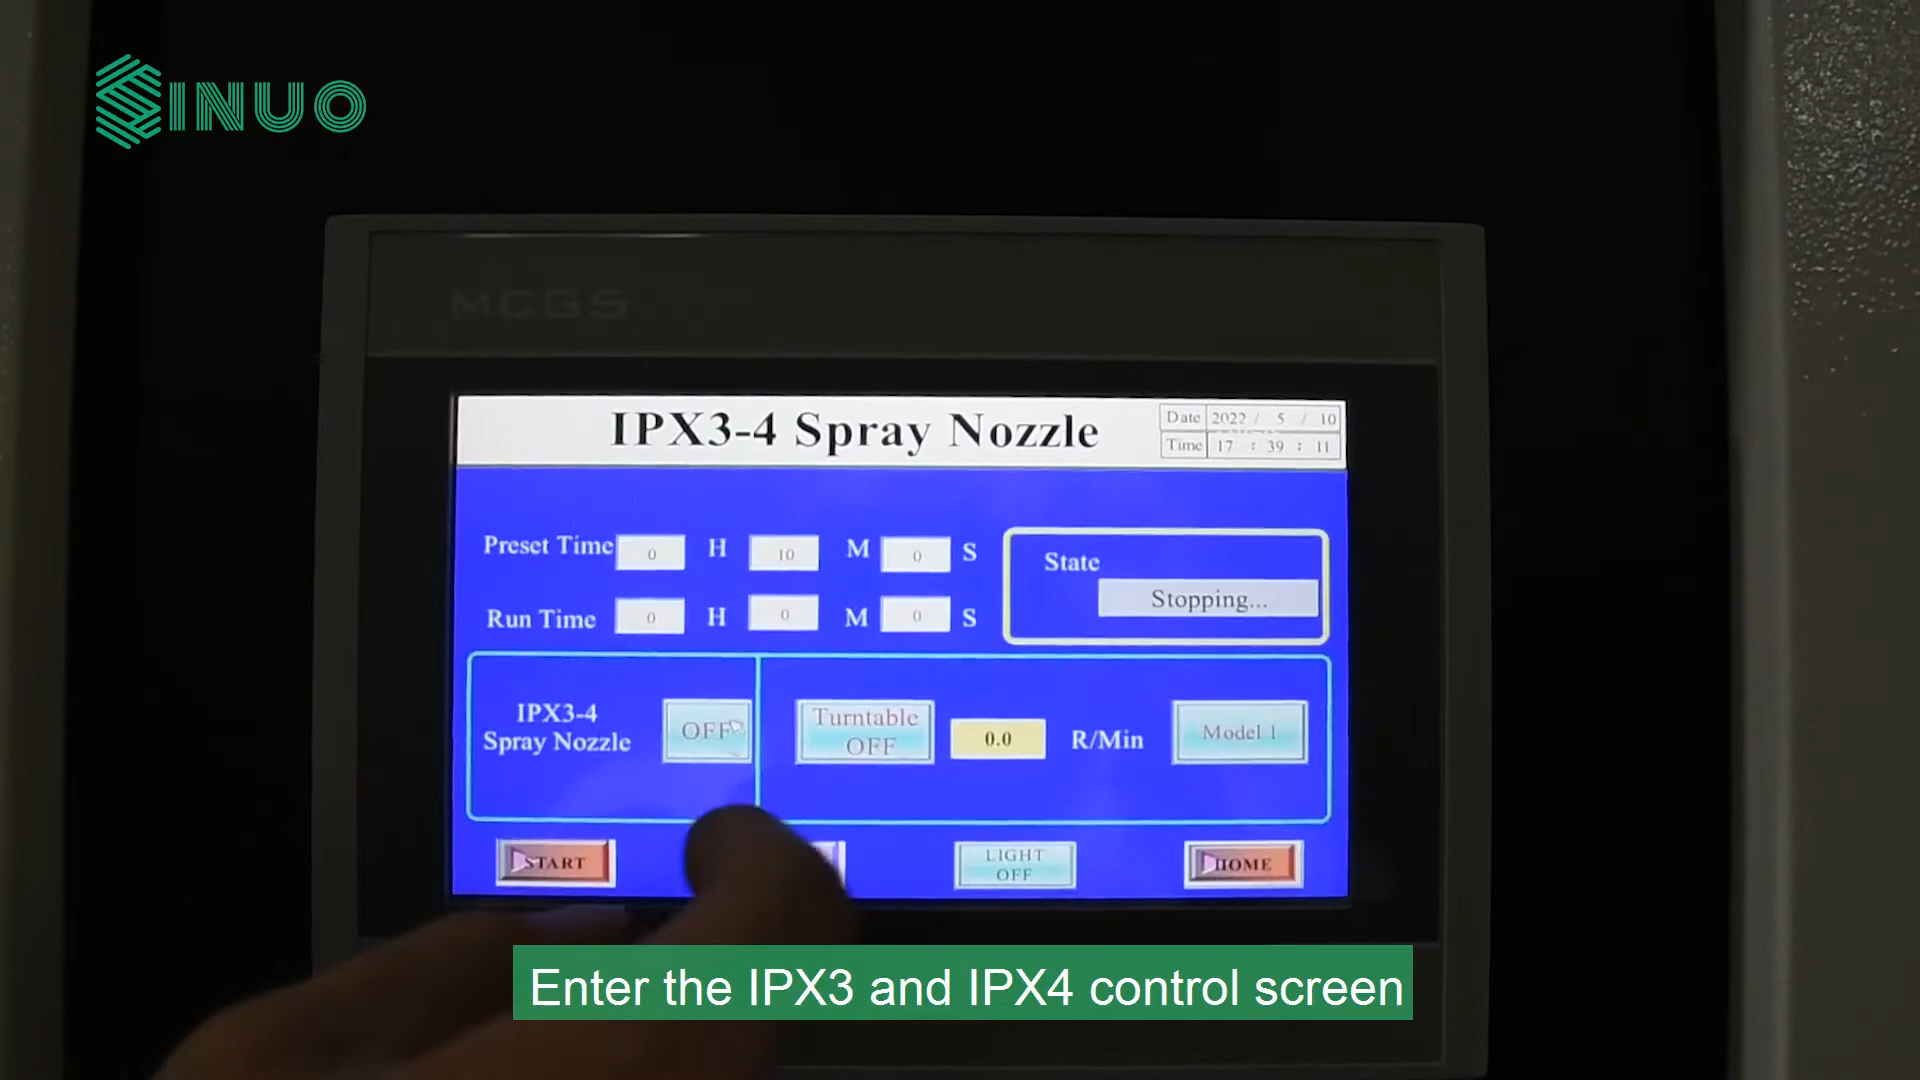 SINUO
MCGS
IPX3-4 Spray Nozzle
Date 2022 / 5 / 10
Time 17 : 39 : 11
Preset Time 0 H 10 M 0 S
Run Time 0 H 0 M 0 S
State
Stopping...
IPX3-4
Spray Nozzle
OFF
Turntable
OFF
0.0 R/Min
Model 1
START
LIGHT
OFF
HOME
Enter the IPX3 and IPX4 control screen